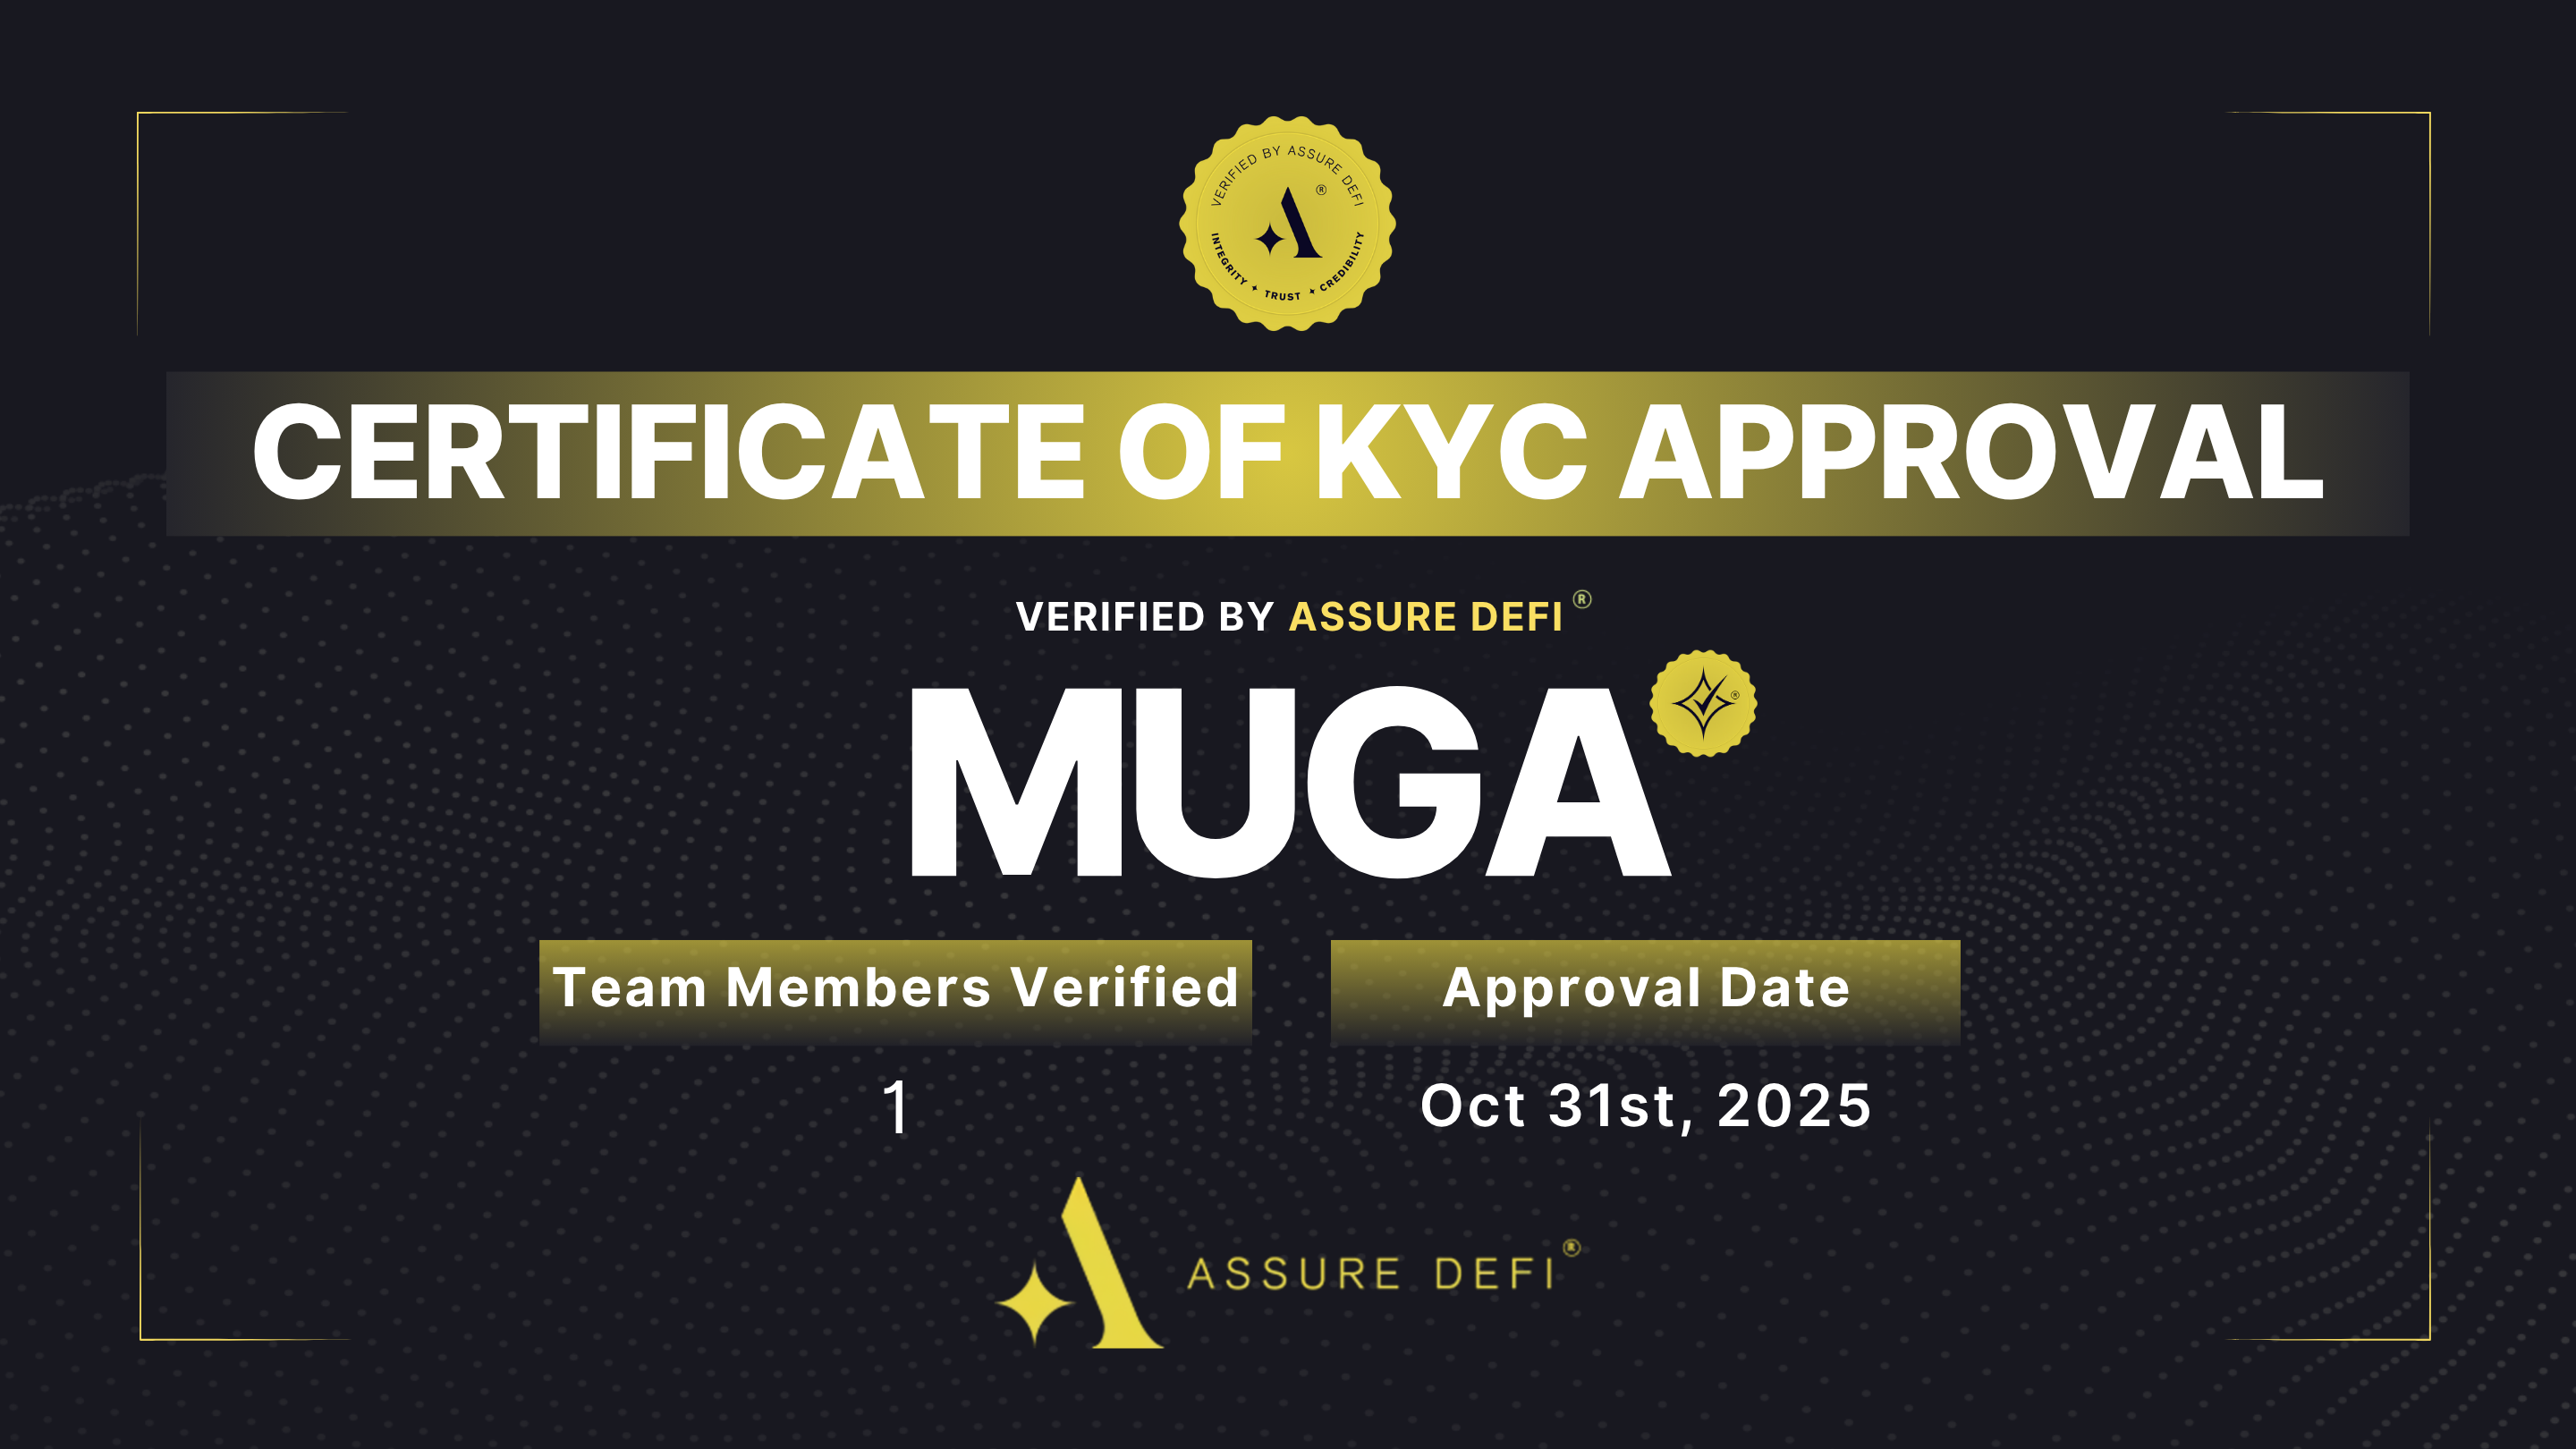 VERIFIED BY ASSURE DEFI
®
INTEGRITY ✦ TRUST ✦ CREDIBILITY
CERTIFICATE OF KYC APPROVAL
VERIFIED BY ASSURE DEFI ®
MUGA
®
Team Members Verified
Approval Date
1
Oct 31st, 2025
ASSURE DEFI ®